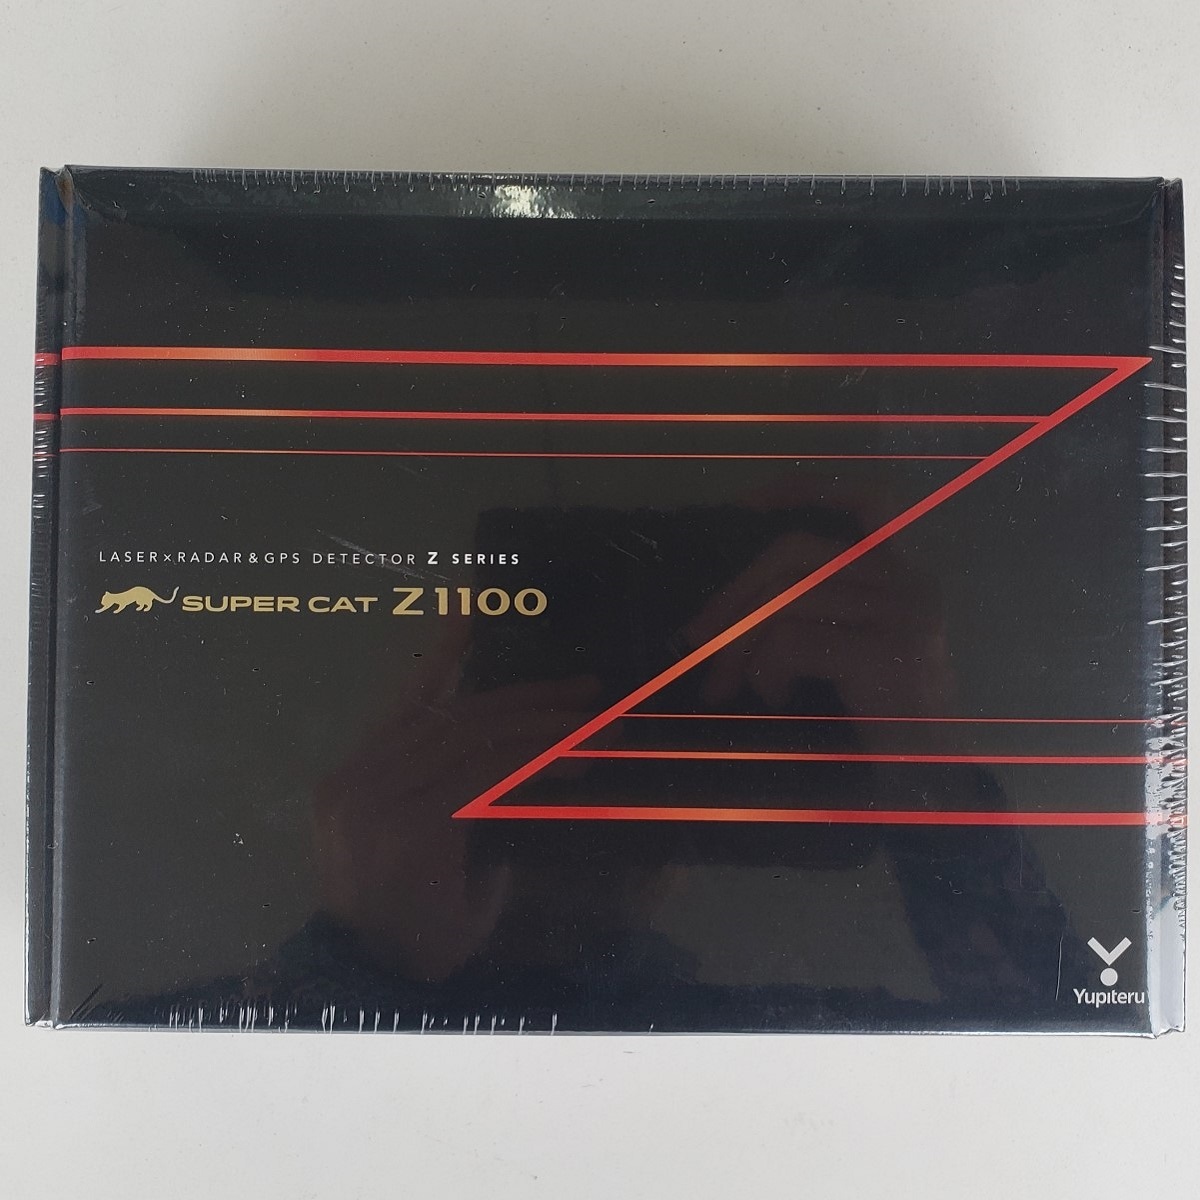 LASER×RADAR&GPS DETECTOR Z SERIES
SUPER CAT Z1100
Yupiteru